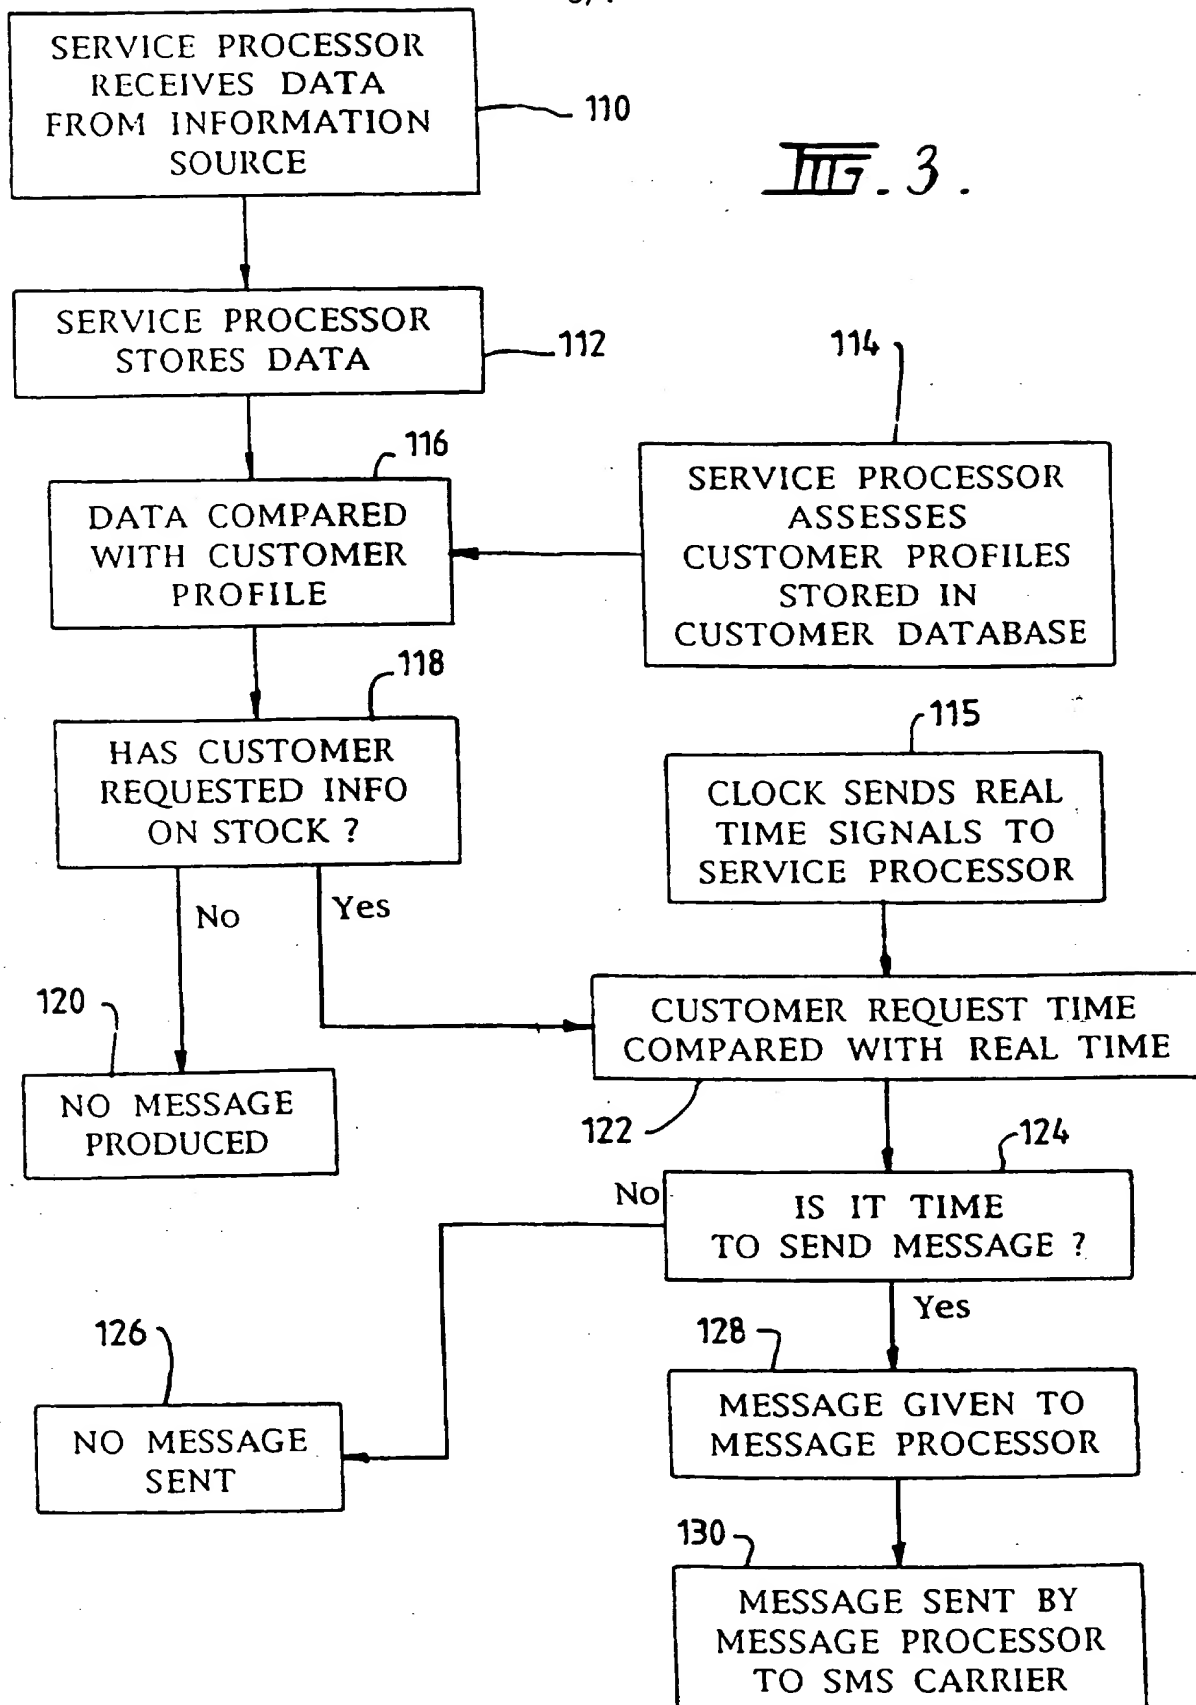 SERVICE PROCESSOR
RECEIVES DATA
FROM INFORMATION
SOURCE
110
FIG. 3.
SERVICE PROCESSOR
STORES DATA
112
114
116
DATA COMPARED
WITH CUSTOMER
PROFILE
SERVICE PROCESSOR
ASSESSES
CUSTOMER PROFILES
STORED IN
CUSTOMER DATABASE
118
HAS CUSTOMER
REQUESTED INFO
ON STOCK ?
115
CLOCK SENDS REAL
TIME SIGNALS TO
SERVICE PROCESSOR
No
Yes
120
NO MESSAGE
PRODUCED
CUSTOMER REQUEST TIME
COMPARED WITH REAL TIME
122
124
No
IS IT TIME
TO SEND MESSAGE ?
Yes
126
NO MESSAGE
SENT
128
MESSAGE GIVEN TO
MESSAGE PROCESSOR
130
MESSAGE SENT BY
MESSAGE PROCESSOR
TO SMS CARRIER